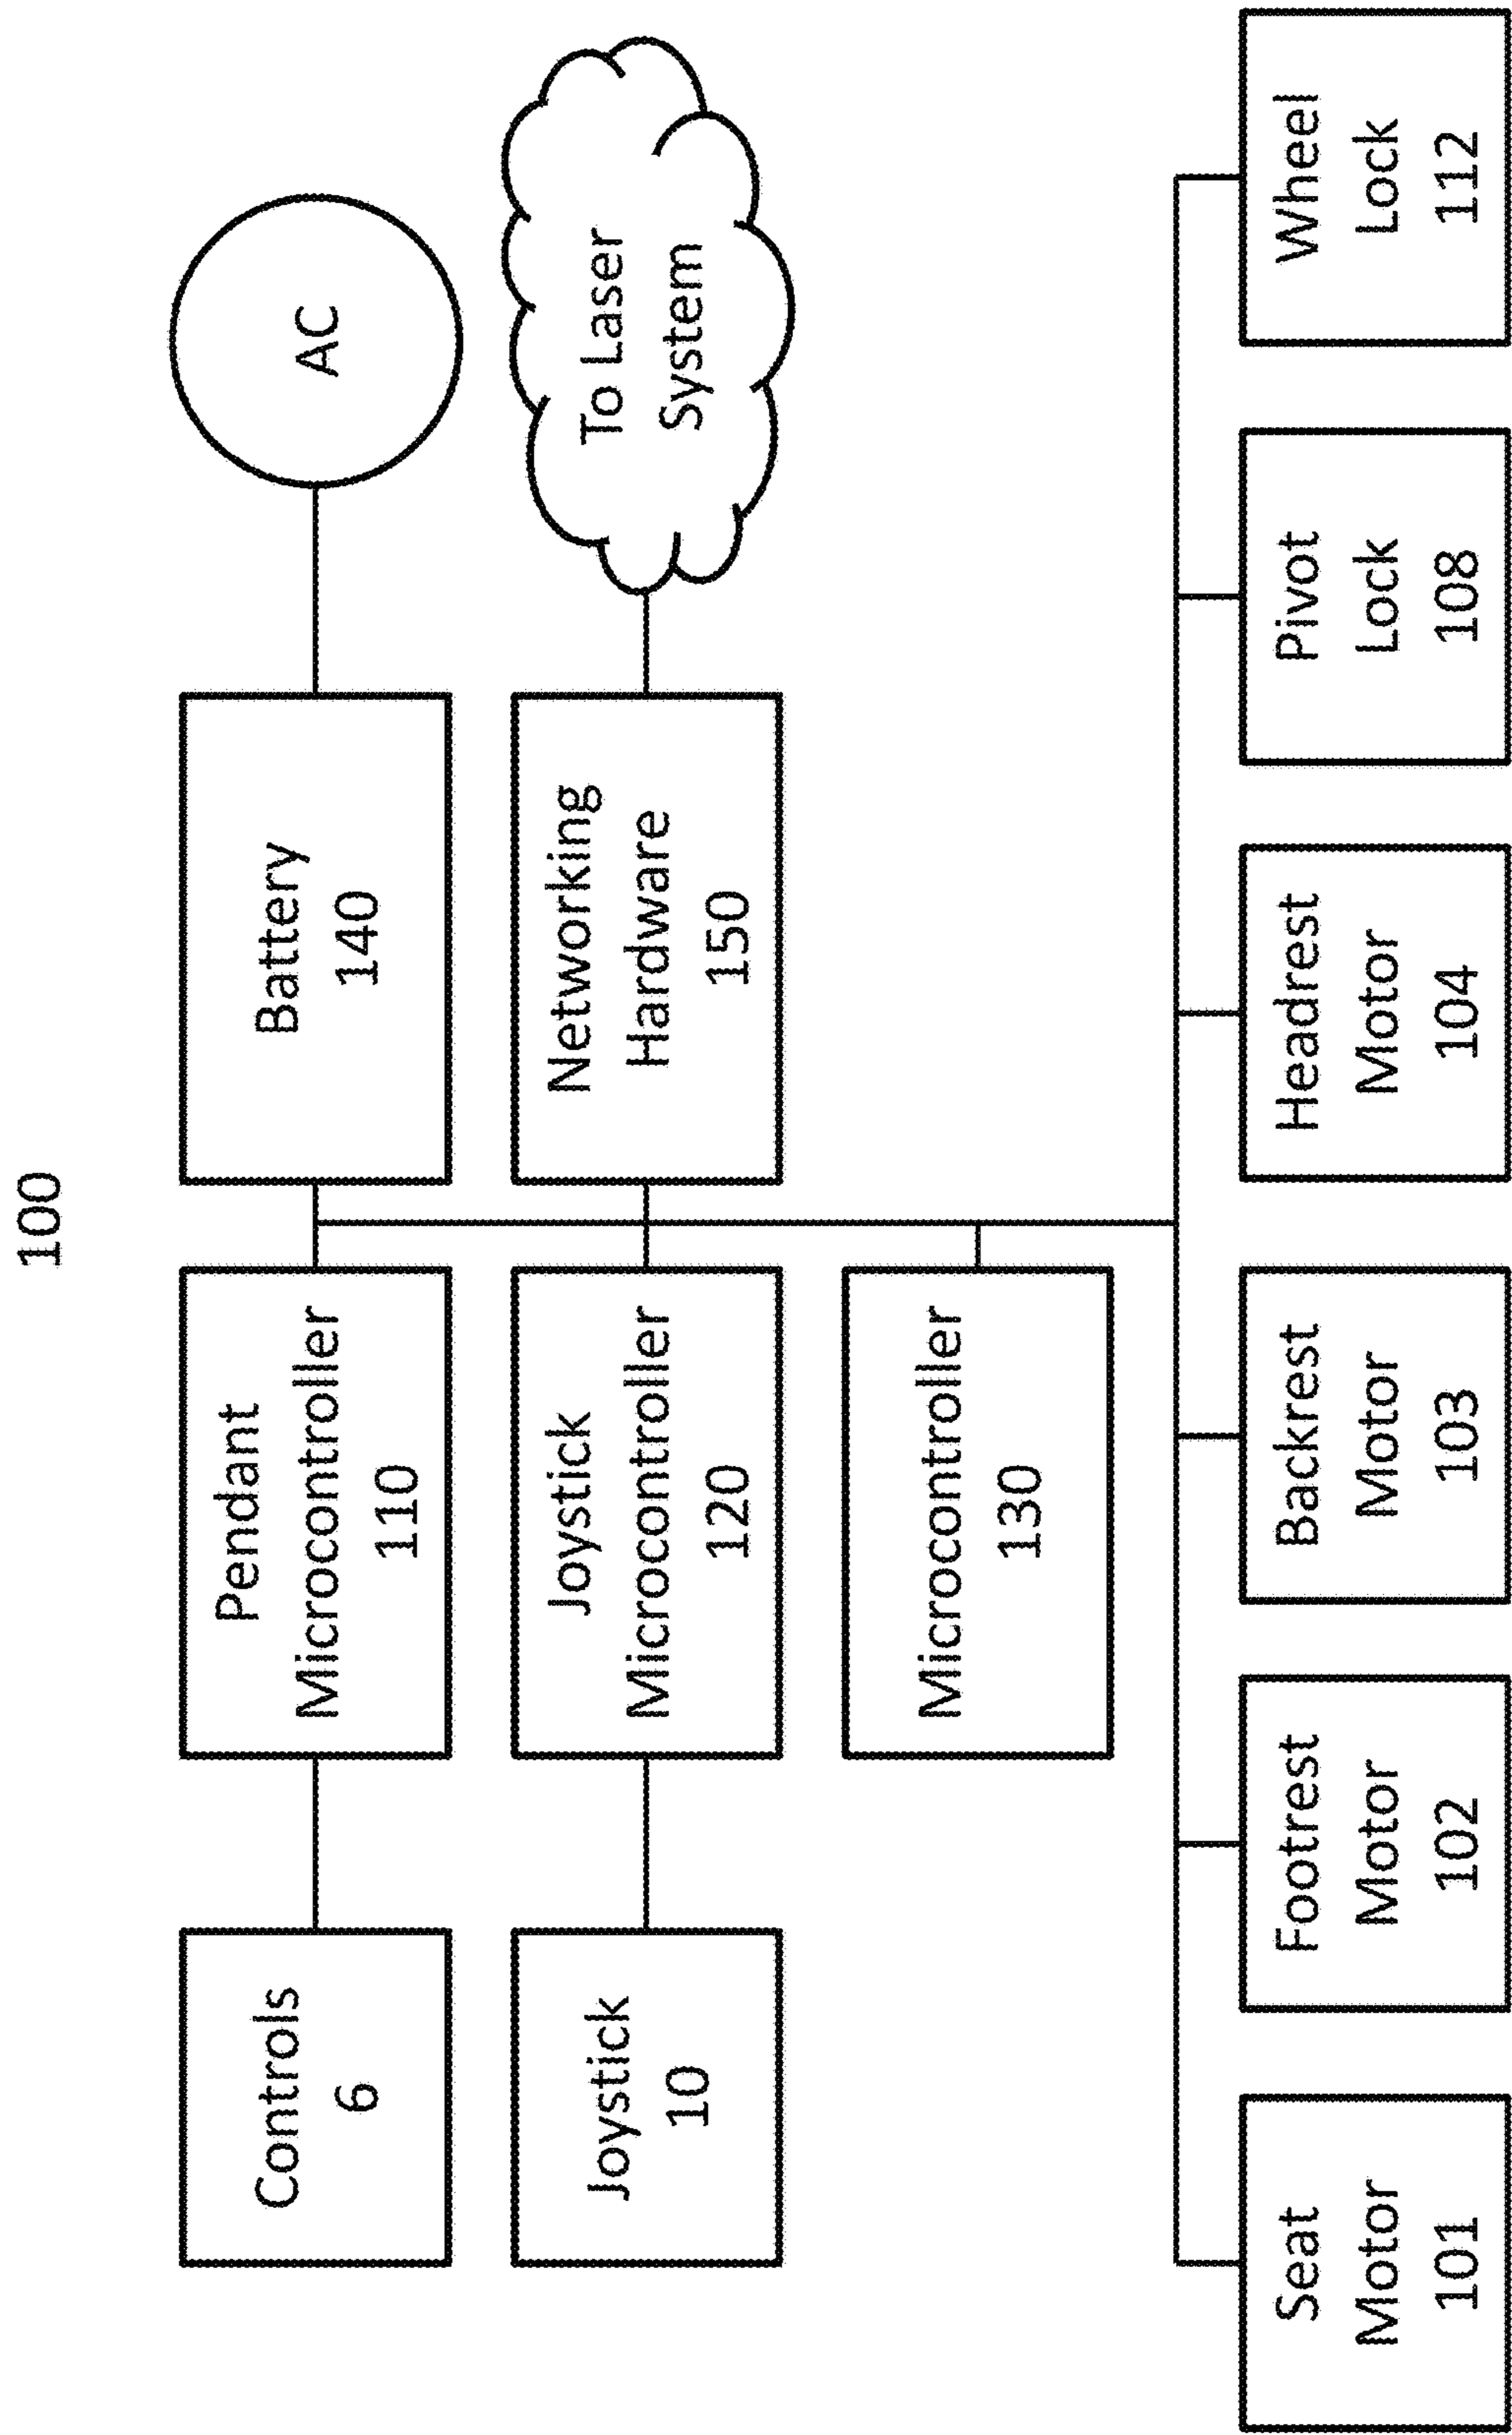 100
Controls
6
Pendant
Microcontroller
110
Battery
140
AC
Joystick
10
Joystick
Microcontroller
120
Networking
Hardware
150
To Laser
System
Microcontroller
130
Seat
Motor
101
Footrest
Motor
102
Backrest
Motor
103
Headrest
Motor
104
Pivot
Lock
108
Wheel
Lock
112